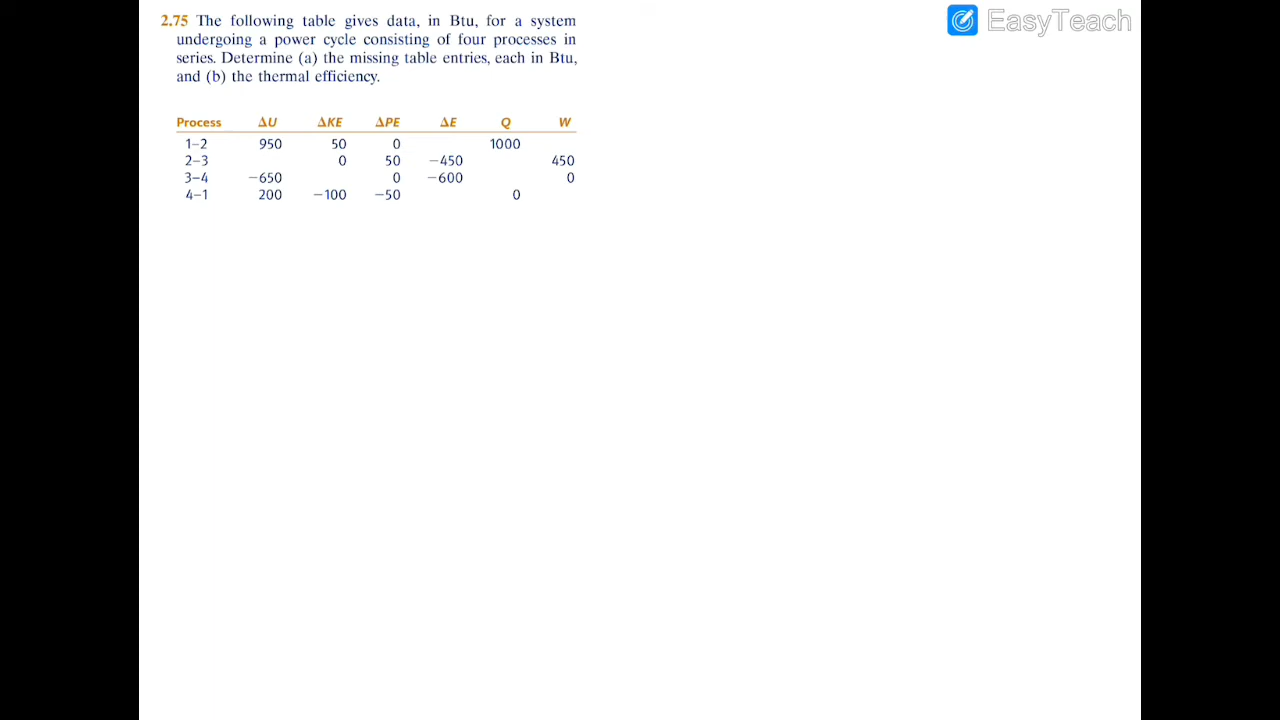 2.75 The following table gives data, in Btu, for a system
undergoing a power cycle consisting of four processes in
series. Determine (a) the missing table entries, each in Btu,
and (b) the thermal efficiency.
Process ΔU ΔKE ΔPE ΔE Q W
1–2 950 50 0 1000
2–3 0 50 −450 450
3–4 −650 0 −600 0
4–1 200 −100 −50 0
EasyTeach